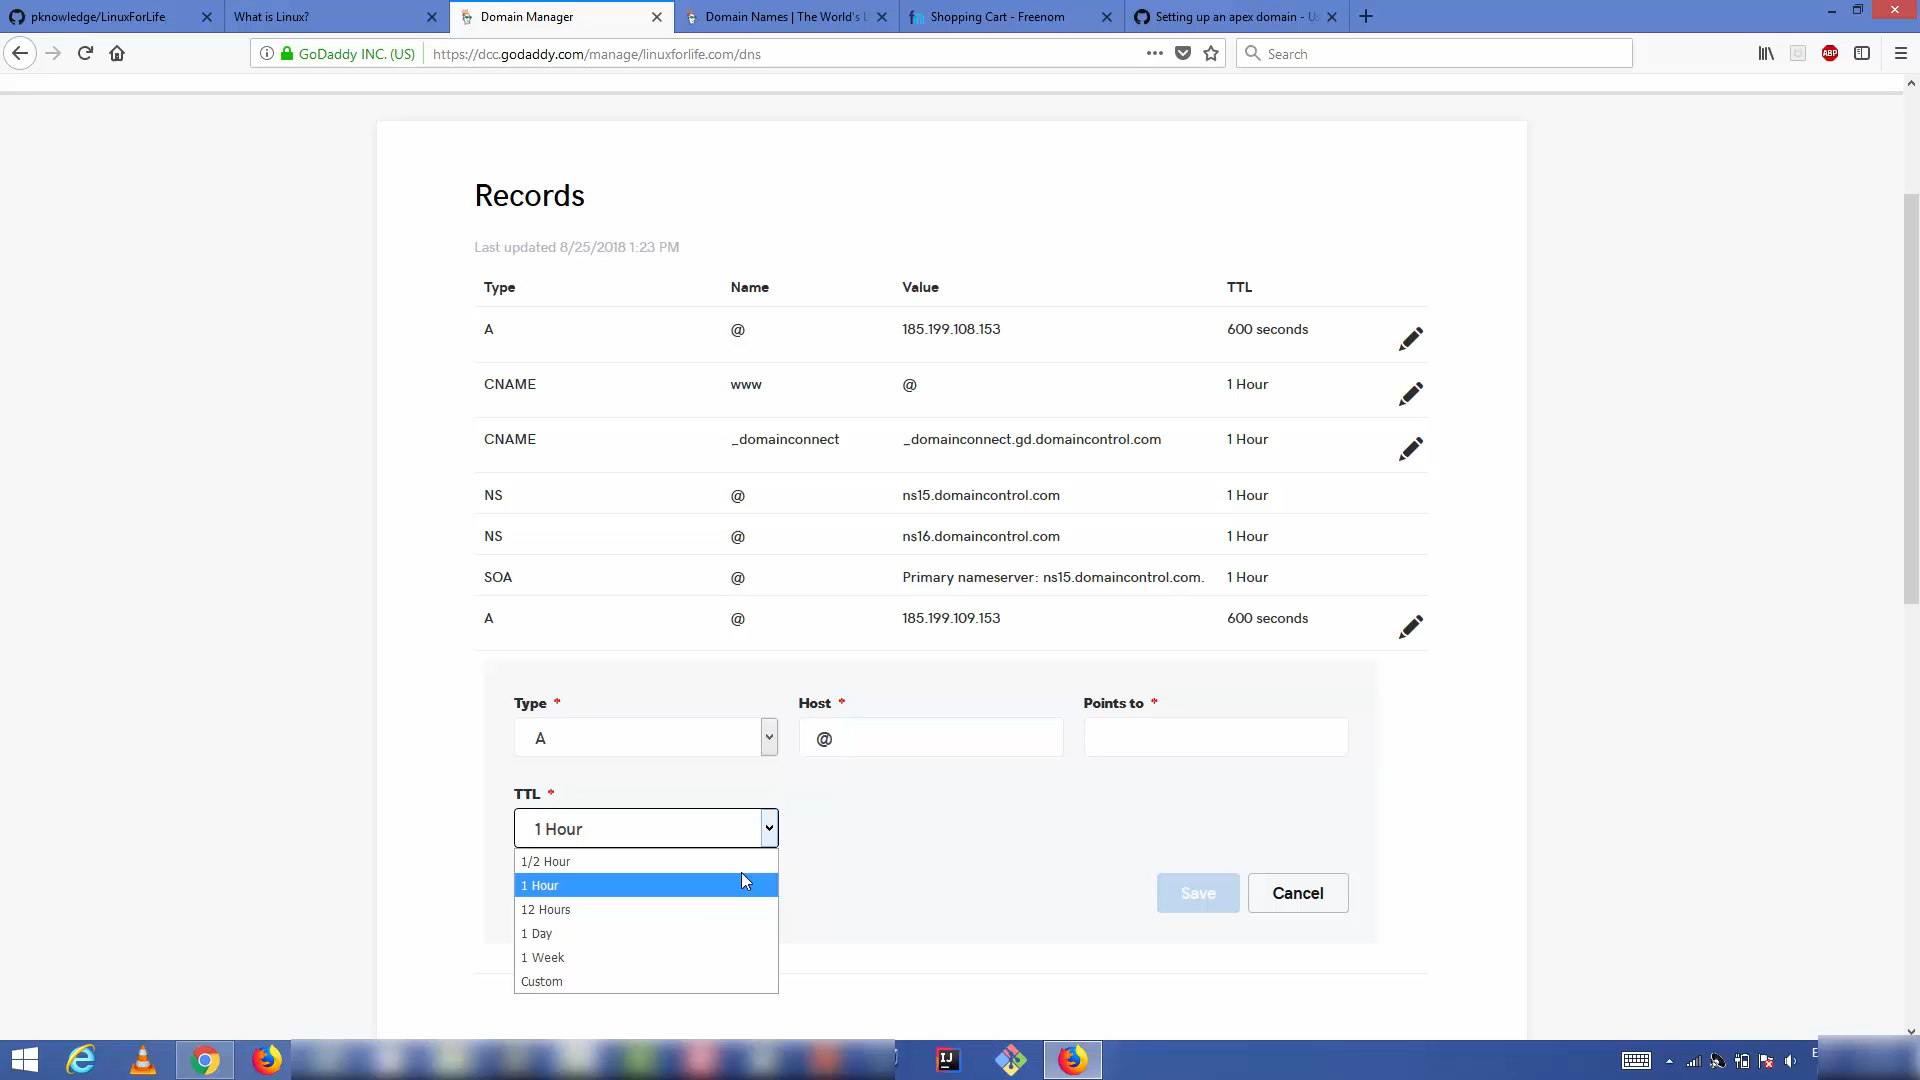 pknowledge/LinuxForLife
What is Linux?
Domain Manager
Domain Names | The World's L
Shopping Cart - Freenom
Setting up an apex domain - Us
GoDaddy INC. (US)
https://dcc.godaddy.com/manage/linuxforlife.com/dns
Search
ABP
Records
Last updated 8/25/2018 1:23 PM
Type Name Value TTL
A @ 185.199.108.153 600 seconds
CNAME www @ 1 Hour
CNAME _domainconnect _domainconnect.gd.domaincontrol.com 1 Hour
NS @ ns15.domaincontrol.com 1 Hour
NS @ ns16.domaincontrol.com 1 Hour
SOA @ Primary nameserver: ns15.domaincontrol.com. 1 Hour
A @ 185.199.109.153 600 seconds
Type * Host * Points to *
A @
TTL *
1 Hour
1/2 Hour
1 Hour
12 Hours
1 Day
1 Week
Custom
Save Cancel
IJ